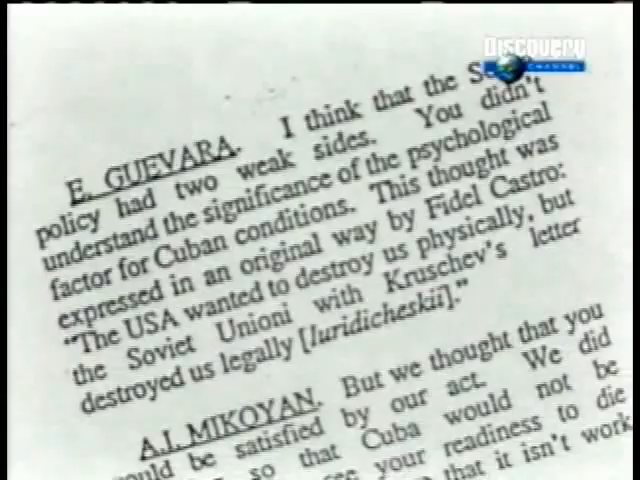 Discovery
CHANNEL
E. GUEVARA. I think that the
policy had two weak sides. You didn't
understand the significance of the psychological
factor for Cuban conditions. This thought was
expressed in an original way by Fidel Castro:
"The USA wanted to destroy us physically, but
the Soviet Unioni with Kruschev's letter
destroyed us legally [Iuridicheskii]."
A.I. MIKOYAN. But we thought that you
would be satisfied by our act. We did
so that Cuba would not be
your readiness to die
that it isn't work